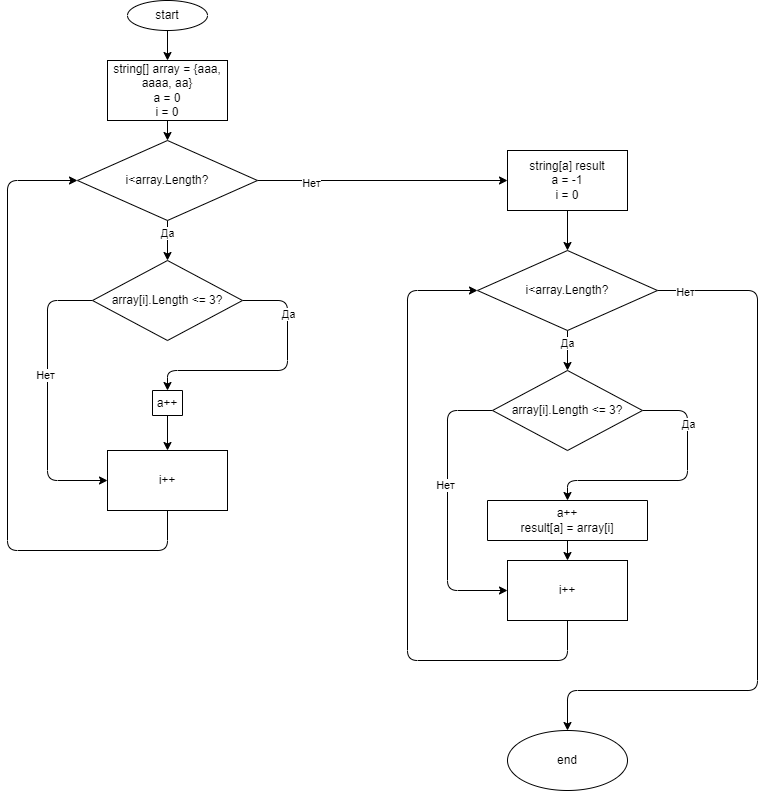 start
string[] array = {aaa,
aaaa, aa}
a = 0
i = 0
i<array.Length?
Нет
Да
array[i].Length <= 3?
Да
Нет
a++
i++
string[a] result
a = -1
i = 0
i<array.Length?
Нет
Да
array[i].Length <= 3?
Да
Нет
a++
result[a] = array[i]
i++
end